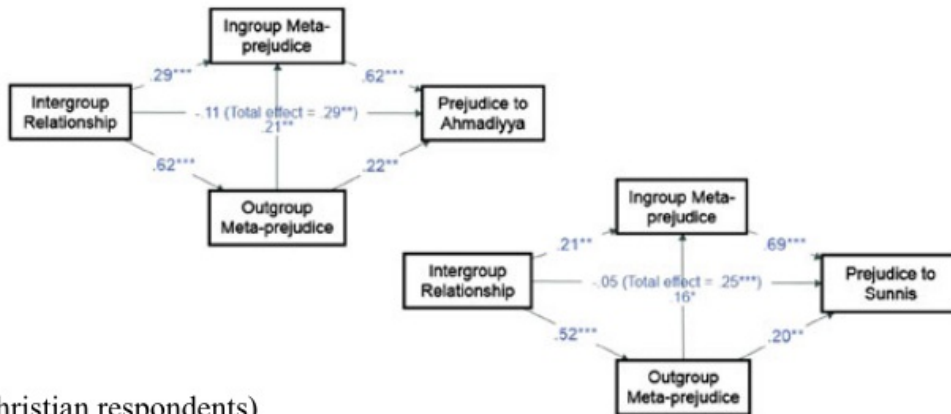 Ingroup Meta-
prejudice
.29***
.62***
Intergroup
Relationship
-.11 (Total effect = .29**)
.21**
Prejudice to
Ahmadiyya
.62***
.22**
Outgroup
Meta-prejudice
Ingroup Meta-
prejudice
.21**
.69***
Intergroup
Relationship
-.05 (Total effect = .25***)
.16*
Prejudice to
Sunnis
.52***
.20**
Outgroup
Meta-prejudice
hristian respondents)